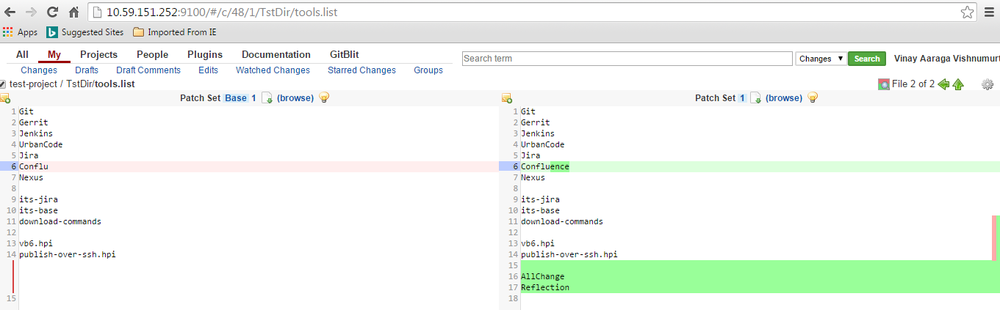 10.59.151.252:9100/#/c/48/1/TstDir/tools.list
Apps Suggested Sites Imported From IE
All My Projects People Plugins Documentation GitBlit
Search term Changes Search Vinay Aaraga Vishnumurt
Changes Drafts Draft Comments Edits Watched Changes Starred Changes Groups
test-project / TstDir/tools.list File 2 of 2
Patch Set Base 1 (browse)
1 Git
2 Gerrit
3 Jenkins
4 UrbanCode
5 Jira
6 Conflu
7 Nexus
8
9 its-jira
10 its-base
11 download-commands
12
13 vb6.hpi
14 publish-over-ssh.hpi
15
Patch Set 1 (browse)
1 Git
2 Gerrit
3 Jenkins
4 UrbanCode
5 Jira
6 Confluence
7 Nexus
8
9 its-jira
10 its-base
11 download-commands
12
13 vb6.hpi
14 publish-over-ssh.hpi
15
16 AllChange
17 Reflection
18